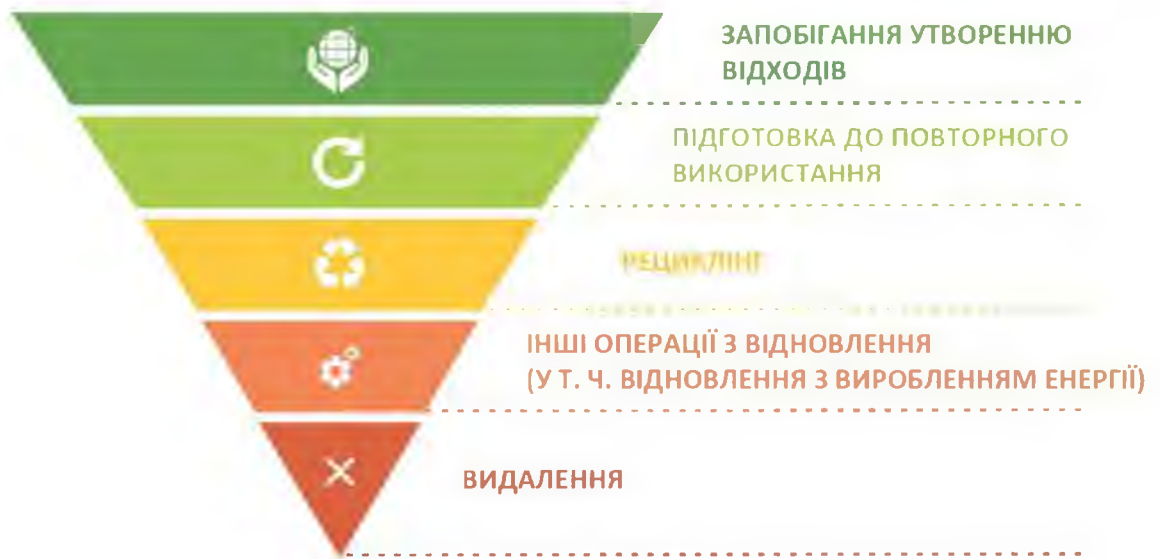 ЗАПОБІГАННЯ УТВОРЕННЮ
ВІДХОДІВ
ПІДГОТОВКА ДО ПОВТОРНОГО
ВИКОРИСТАННЯ
РЕЦИКЛІНГ
ІНШІ ОПЕРАЦІЇ З ВІДНОВЛЕННЯ
(У Т. Ч. ВІДНОВЛЕННЯ З ВИРОБЛЕННЯМ ЕНЕРГІЇ)
ВИДАЛЕННЯ